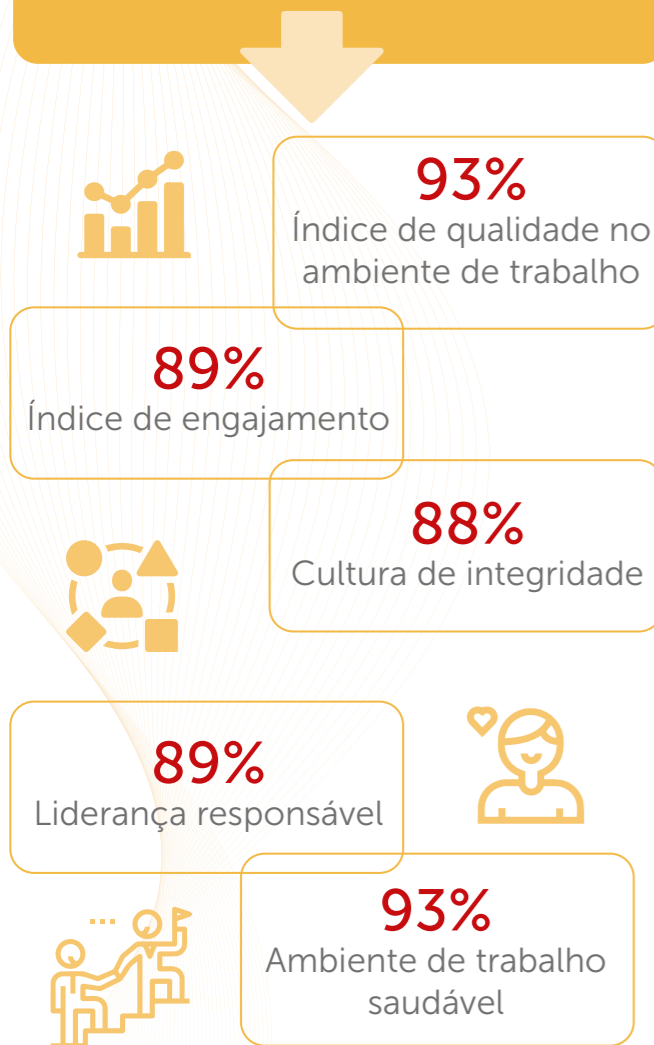 93%
Índice de qualidade no
ambiente de trabalho
89%
Índice de engajamento
88%
Cultura de integridade
89%
Liderança responsável
93%
Ambiente de trabalho
saudável